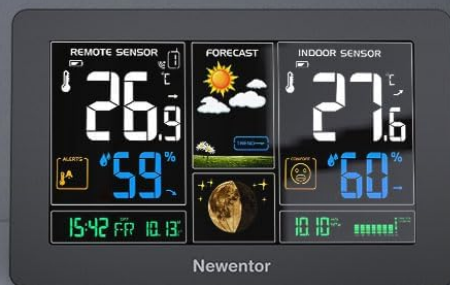 REMOTE SENSOR
1
26.9 °C
ALERTS
59 %
FORECAST
INDOOR SENSOR
27.6 °C
COMFORT
60 %
15:42 FR 10.13
10.10
Newentor